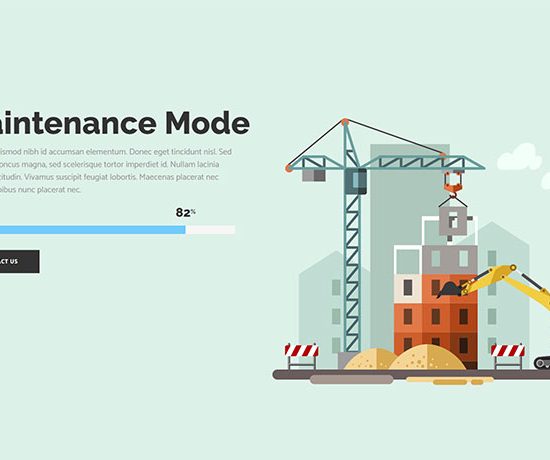 aintenance Mode
ismod nibh id accumsan elementum. Donec eget tincidunt nisl. Sed
oncus magna, sed scelerisque tortor imperdiet id. Nullam lacinia
citudin. Vivamus suscipit feugiat lobortis. Maecenas placerat nec
ibus nunc placerat nec.
82%
ACT US